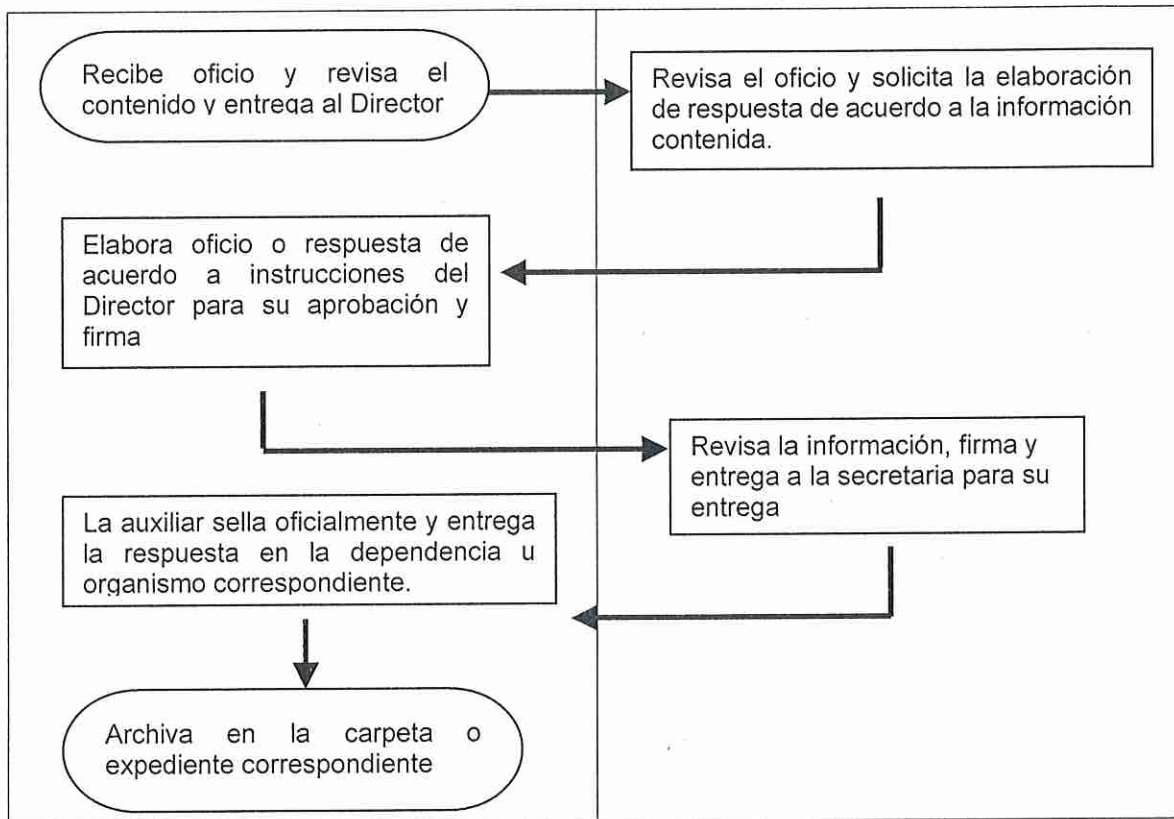 Recibe oficio y revisa el
contenido y entrega al Director
Revisa el oficio y solicita la elaboración
de respuesta de acuerdo a la información
contenida.
Elabora oficio o respuesta de
acuerdo a instrucciones del
Director para su aprobación y
firma
Revisa la información, firma y
entrega a la secretaria para su
entrega
La auxiliar sella oficialmente y entrega
la respuesta en la dependencia u
organismo correspondiente.
Archiva en la carpeta o
expediente correspondiente